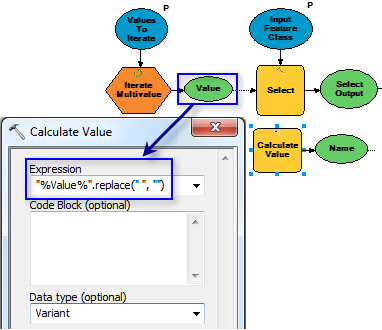 P
P
Values
To
Iterate
Input
Feature
Class
Iterate
Multivalue
Value
Select
Select
Output
Calculate Value
Calculate
Value
Name
Expression
"%Value%".replace(" ", "")
Code Block (optional)
Data type (optional)
Variant